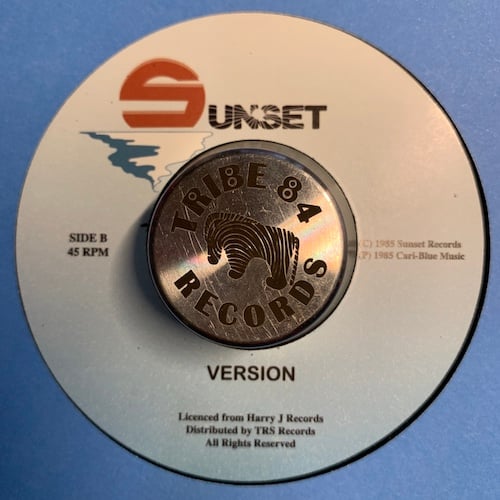 SUNSET
TRIBE 84
RECORDS
SIDE B
45 RPM
(C) 1985 Sunset Records
(P) 1985 Cari-Blue Music
VERSION
Licenced from Harry J Records
Distributed by TRS Records
All Rights Reserved